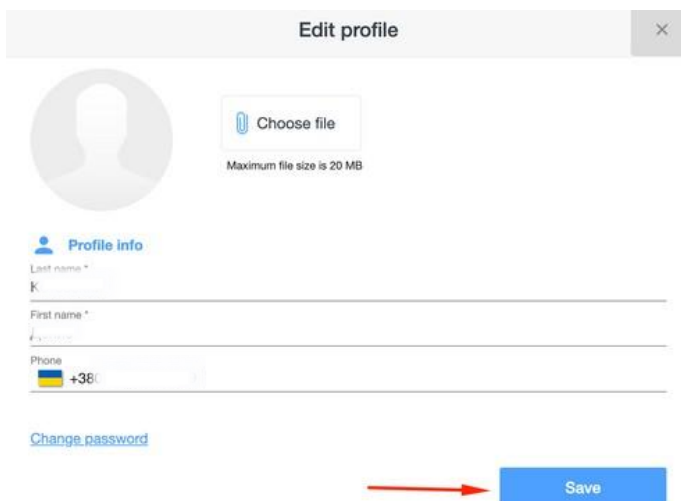 Edit profile
Choose file
Maximum file size is 20 MB
Profile info
Last name *
K
First name *
Phone
+380
Change password
Save